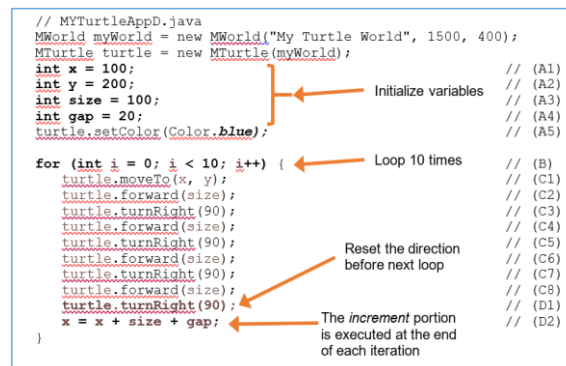 // MYTurtleAppD.java
MWorld myWorld = new MWorld("My Turtle World", 1500, 400);
MTurtle turtle = new MTurtle(myWorld);
int x = 100; // (A1)
int y = 200; // (A2)
Initialize variables
int size = 100; // (A3)
int gap = 20; // (A4)
turtle.setColor(Color.blue); // (A5)
for (int i = 0; i < 10; i++) { Loop 10 times // (B)
turtle.moveTo(x, y); // (C1)
turtle.forward(size); // (C2)
turtle.turnRight(90); // (C3)
turtle.forward(size); // (C4)
turtle.turnRight(90); // (C5)
turtle.forward(size); // (C6)
turtle.turnRight(90); // (C7)
turtle.forward(size); // (C8)
Reset the direction
before next loop
turtle.turnRight(90); // (D1)
x = x + size + gap; // (D2)
The increment portion
is executed at the end
of each iteration
}